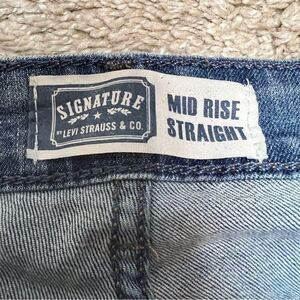 SIGNATURE
BY LEVI STRAUSS & CO.
MID RISE
STRAIGHT